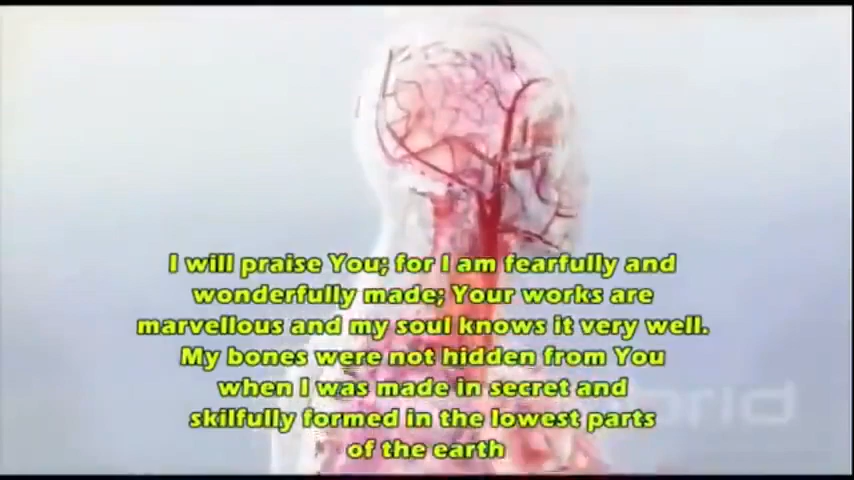 I will praise You; for I am fearfully and
wonderfully made; Your works are
marvellous and my soul knows it very well.
My bones were not hidden from You
when I was made in secret and
skilfully formed in the lowest parts
of the earth